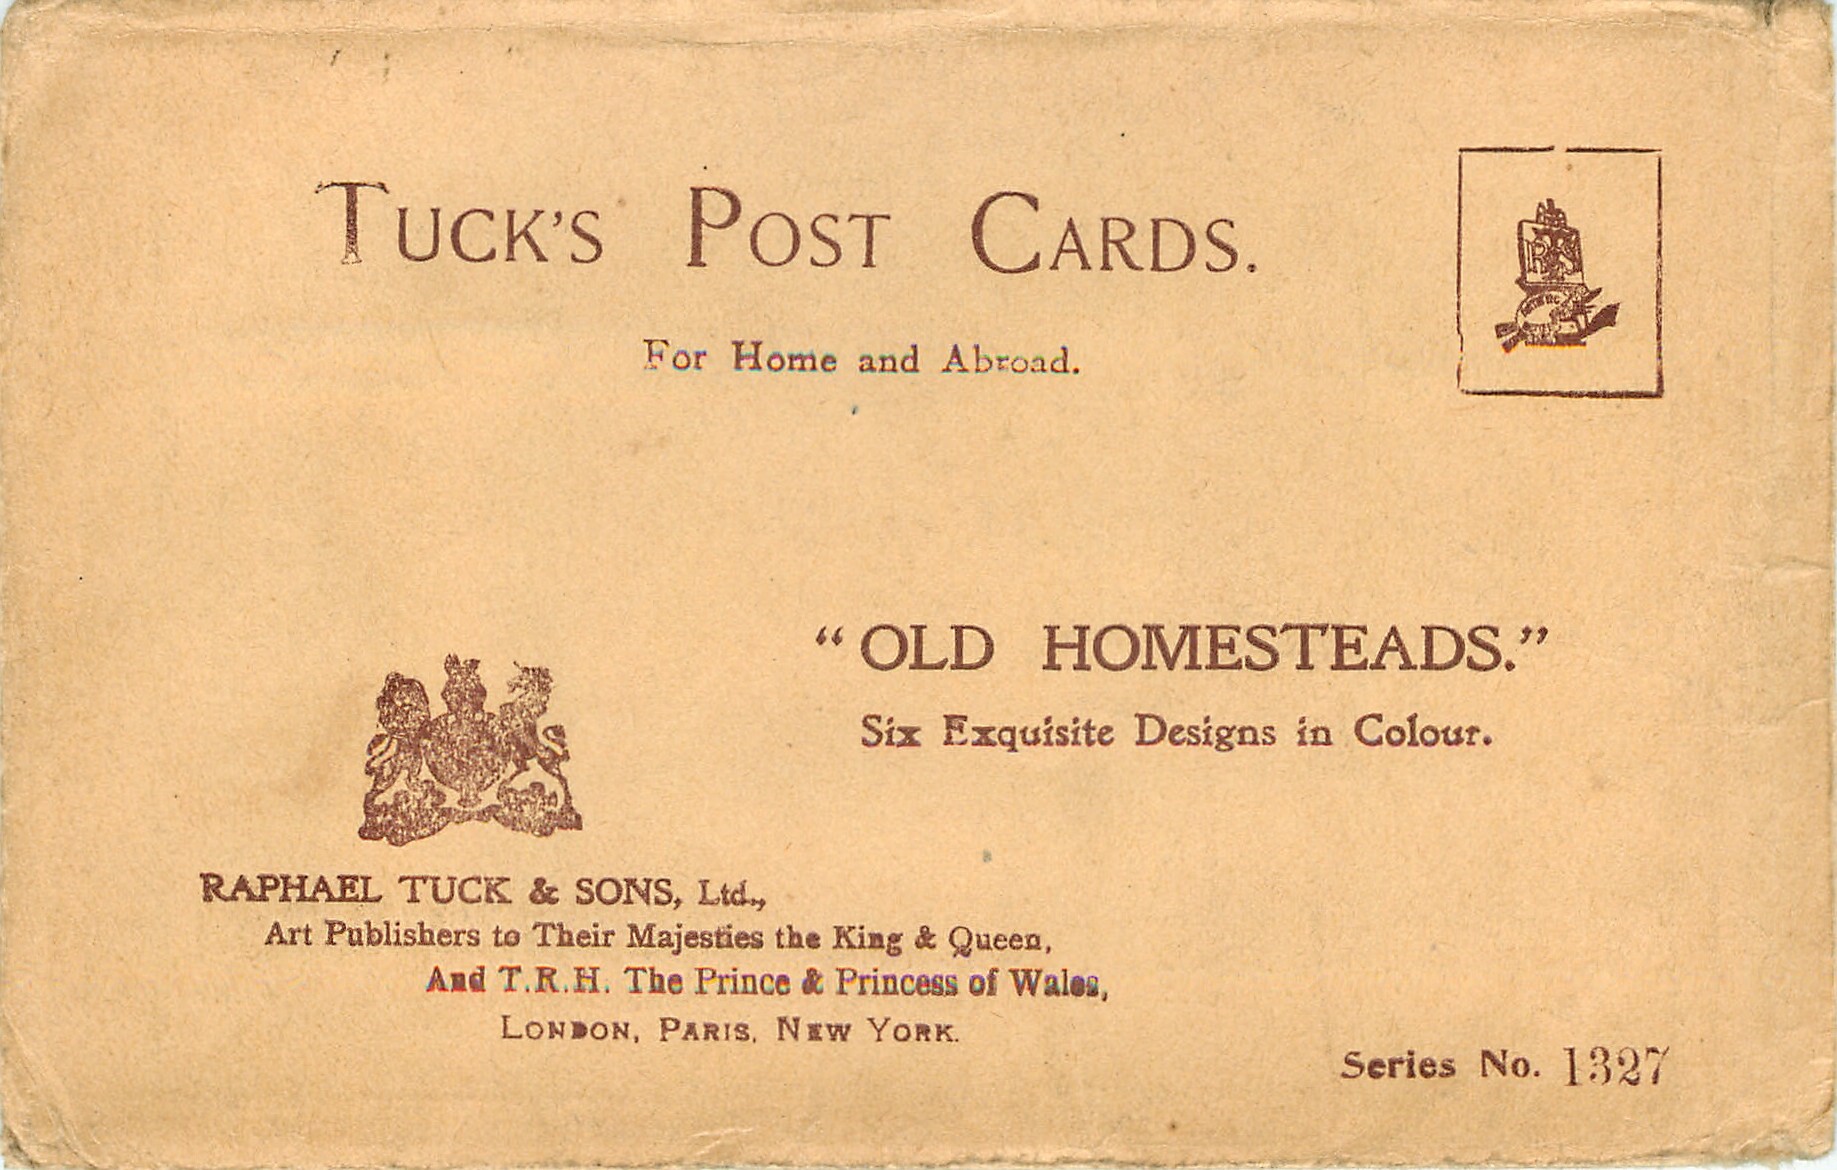 TUCK'S POST CARDS.
For Home and Abroad.
"OLD HOMESTEADS."
Six Exquisite Designs in Colour.
RAPHAEL TUCK & SONS, Ltd.,
Art Publishers to Their Majesties the King & Queen,
And T.R.H. The Prince & Princess of Wales,
LONDON, PARIS, NEW YORK.
Series No. 1327